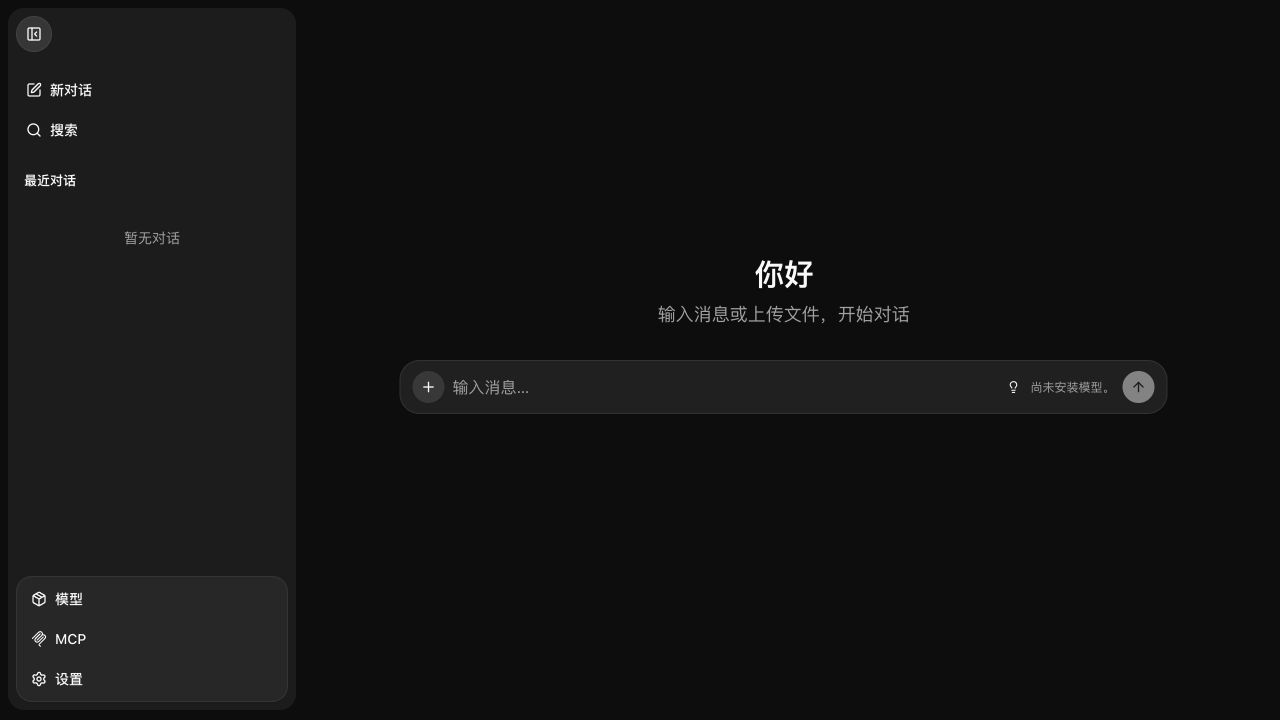 新对话
搜索
最近对话
暂无对话
模型
MCP
设置
你好
输入消息或上传文件，开始对话
输入消息...
尚未安装模型。